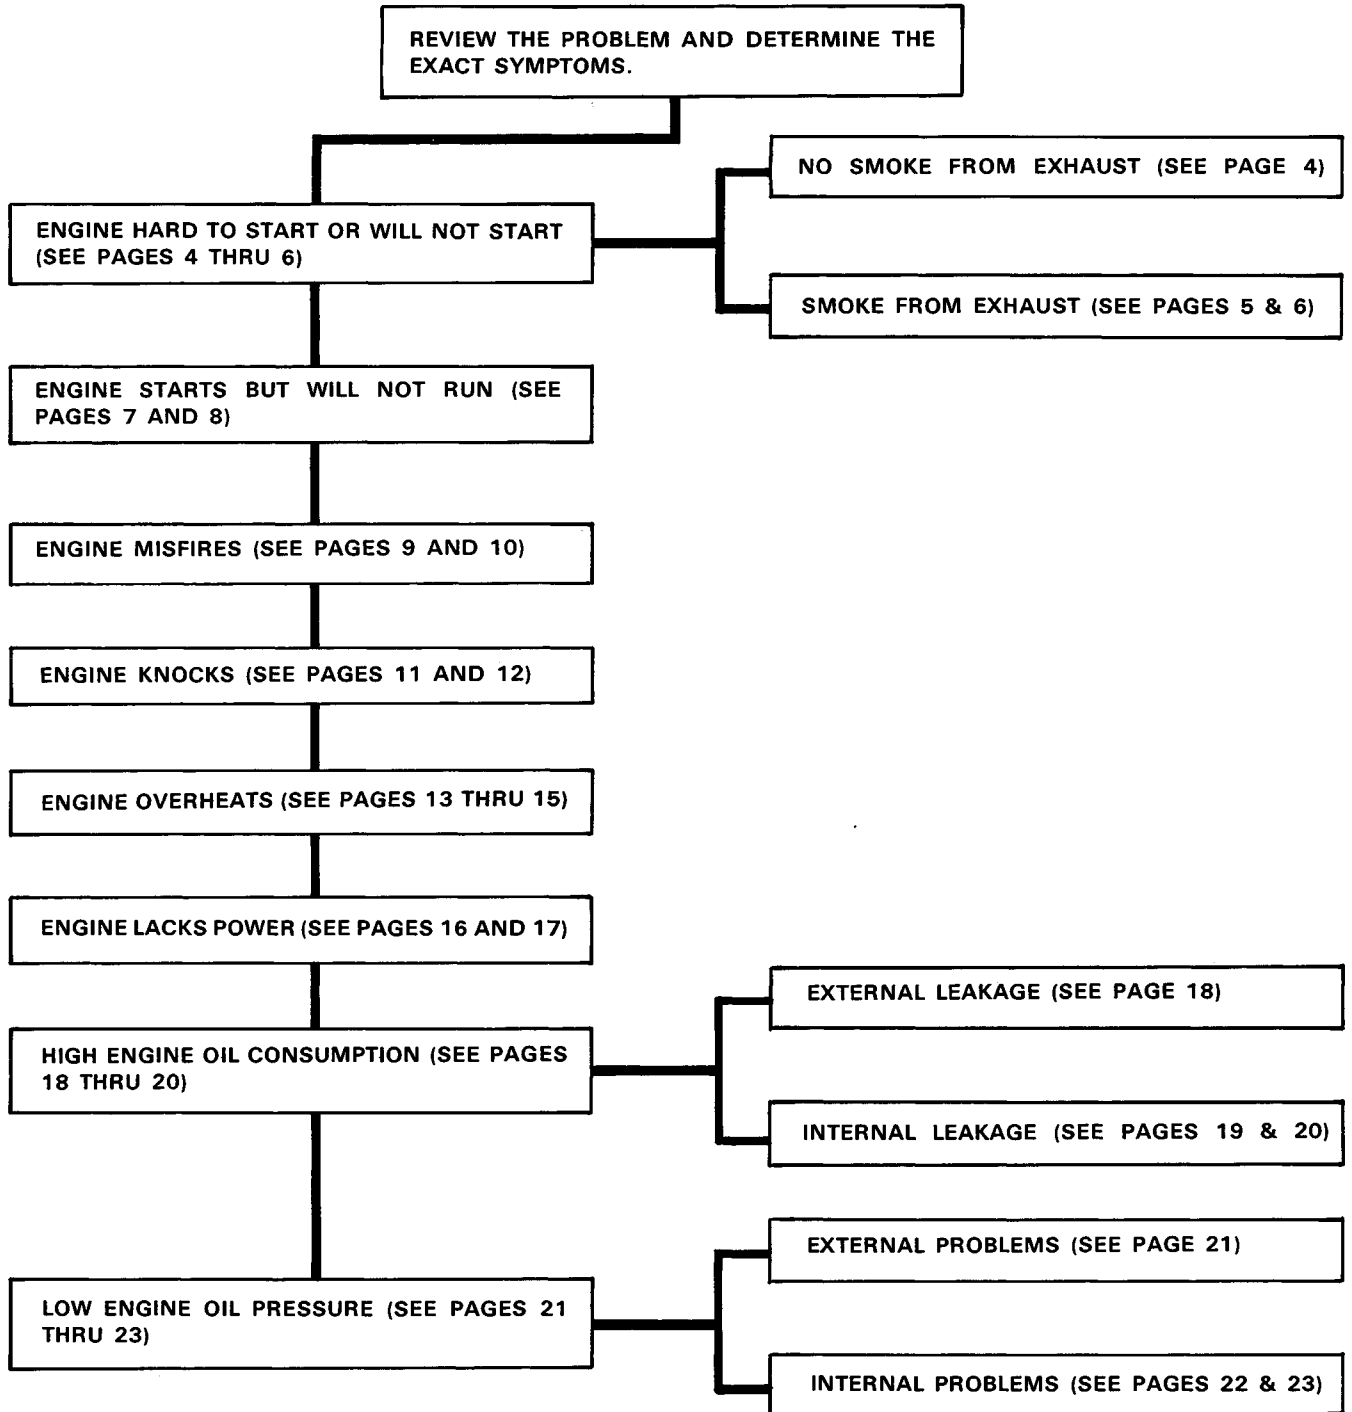 REVIEW THE PROBLEM AND DETERMINE THE
EXACT SYMPTOMS.
ENGINE HARD TO START OR WILL NOT START
(SEE PAGES 4 THRU 6)
NO SMOKE FROM EXHAUST (SEE PAGE 4)
SMOKE FROM EXHAUST (SEE PAGES 5 & 6)
ENGINE STARTS BUT WILL NOT RUN (SEE
PAGES 7 AND 8)
ENGINE MISFIRES (SEE PAGES 9 AND 10)
ENGINE KNOCKS (SEE PAGES 11 AND 12)
ENGINE OVERHEATS (SEE PAGES 13 THRU 15)
ENGINE LACKS POWER (SEE PAGES 16 AND 17)
HIGH ENGINE OIL CONSUMPTION (SEE PAGES
18 THRU 20)
EXTERNAL LEAKAGE (SEE PAGE 18)
INTERNAL LEAKAGE (SEE PAGES 19 & 20)
LOW ENGINE OIL PRESSURE (SEE PAGES 21
THRU 23)
EXTERNAL PROBLEMS (SEE PAGE 21)
INTERNAL PROBLEMS (SEE PAGES 22 & 23)